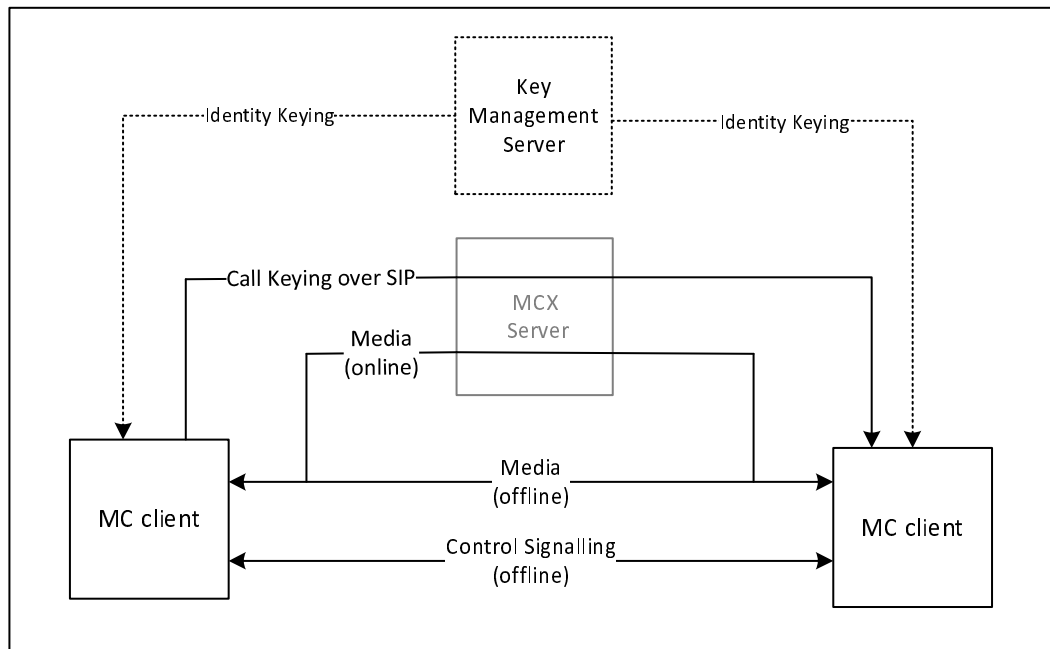 Key
Management
Server
Identity Keying
Identity Keying
Call Keying over SIP
MCX
Server
Media
(online)
Media
(offline)
MC client
MC client
Control Signalling
(offline)